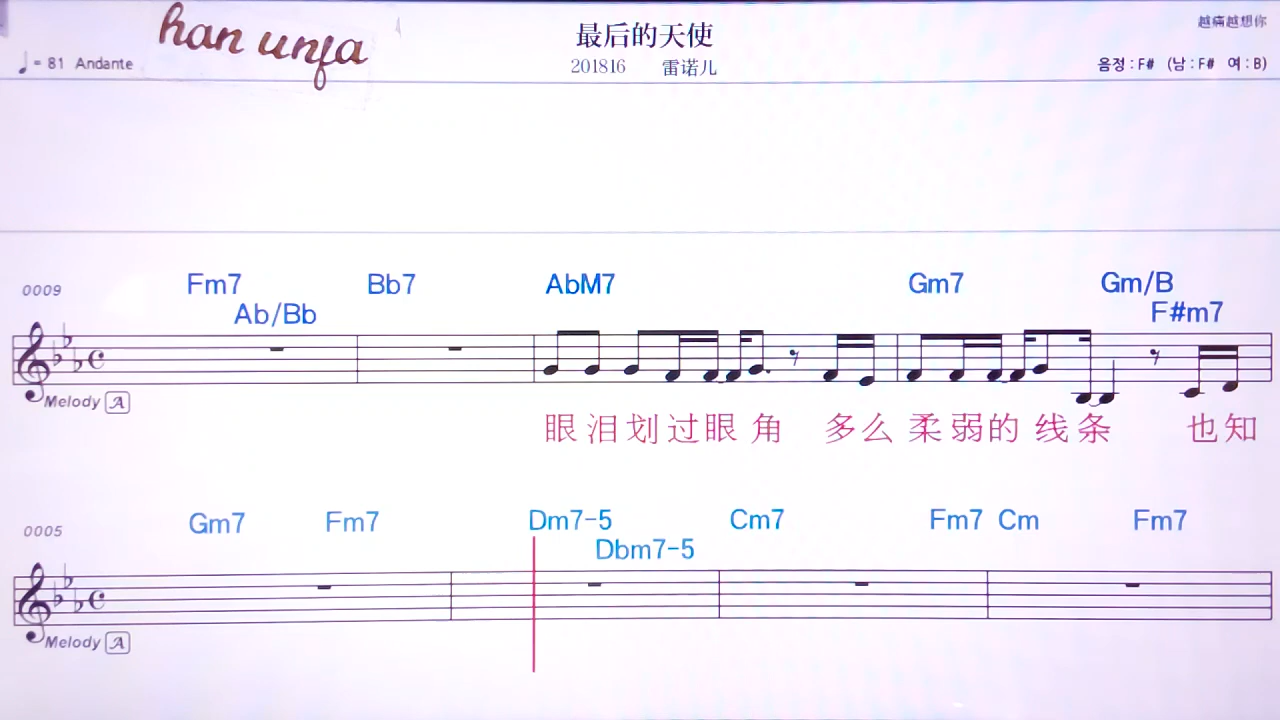 han unfa
最后的天使
越痛越想你
♩= 81 Andante
201816 雷诺儿
음정 : F# (남 : F# 여 : B)
0009 Fm7 Bb7 AbM7 Gm7 Gm/B
Ab/Bb F#m7
Melody A
眼泪划过眼角 多么柔弱的线条 也知
0005 Gm7 Fm7 Dm7-5 Cm7 Fm7 Cm Fm7
Dbm7-5
Melody A